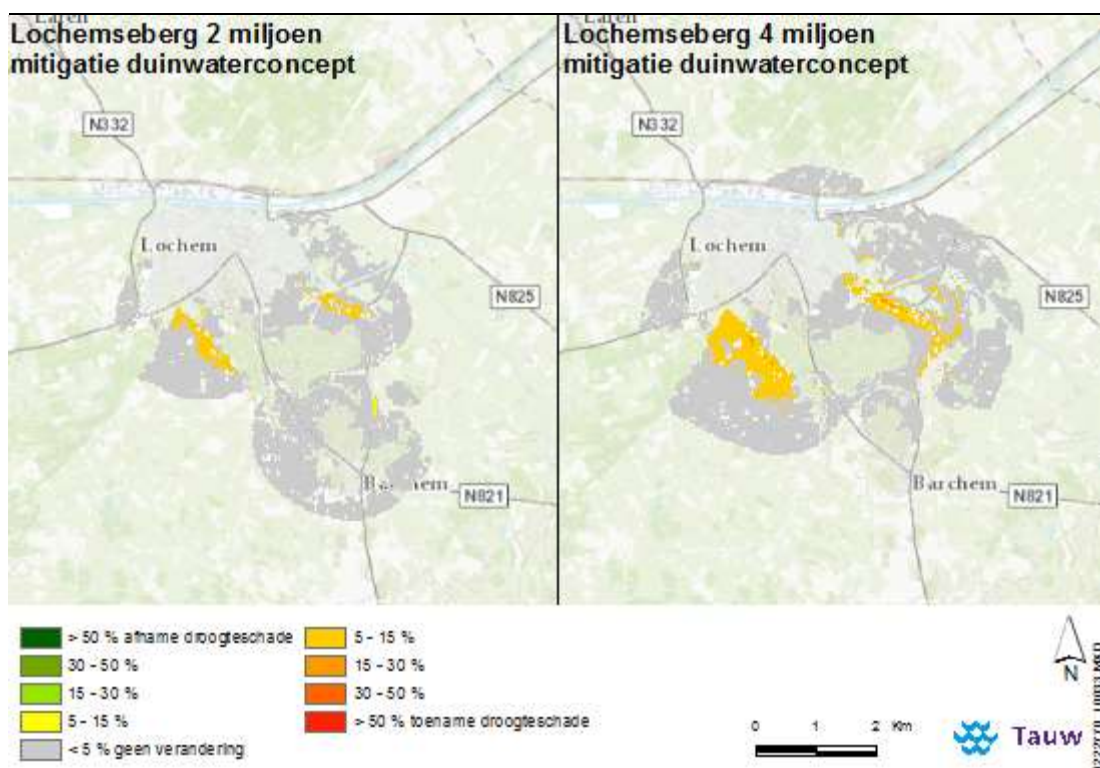 Laren
Lochemseberg 2 miljoen
mitigatie duinwaterconcept
N332
Lochem
N825
Barchem
N821
Laren
Lochemseberg 4 miljoen
mitigatie duinwaterconcept
N332
Lochem
N825
Barchem
N821
> 50 % afname droogteschade
30 - 50 %
15 - 30 %
5 - 15 %
< 5 % geen verandering
5 - 15 %
15 - 30 %
30 - 50 %
> 50 % toename droogteschade
0 1 2 Km
N
Tauw